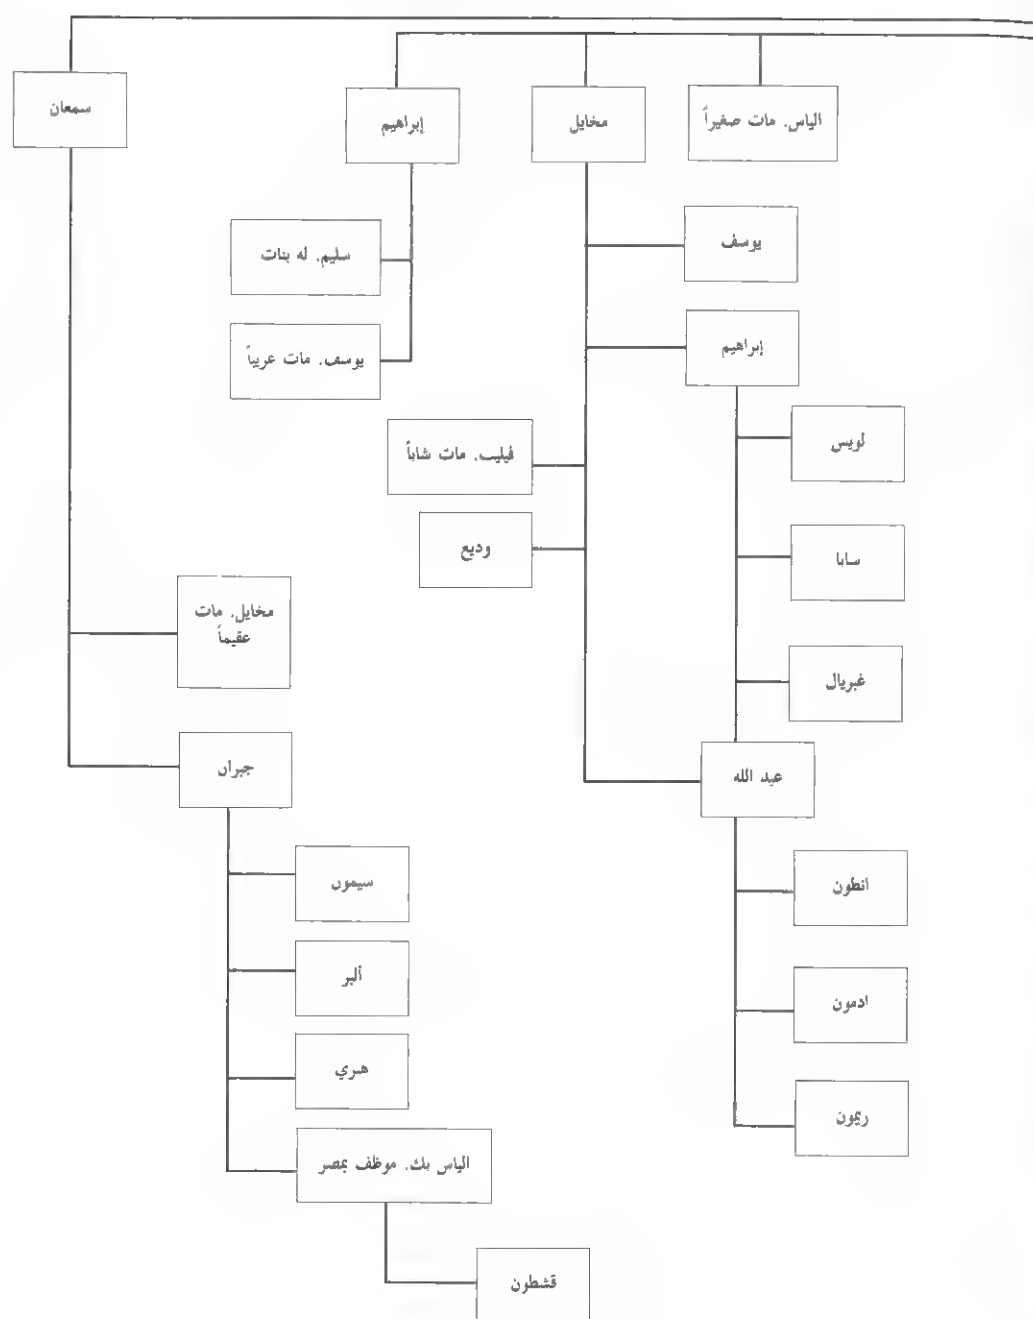 الياس. مات صغيراً
مخايل
إبراهيم
سمعان
يوسف
سليم. له بنات
إبراهيم
يوسف. مات عريباً
لويس
فيليب. مات شاباً
وديع
سابا
مخايل. مات
عقيماً
غبريال
جبران
عبد الله
سيمون
انطون
ألبر
ادمون
هنري
ريمون
الياس بك. موظف بمصر
قشطون